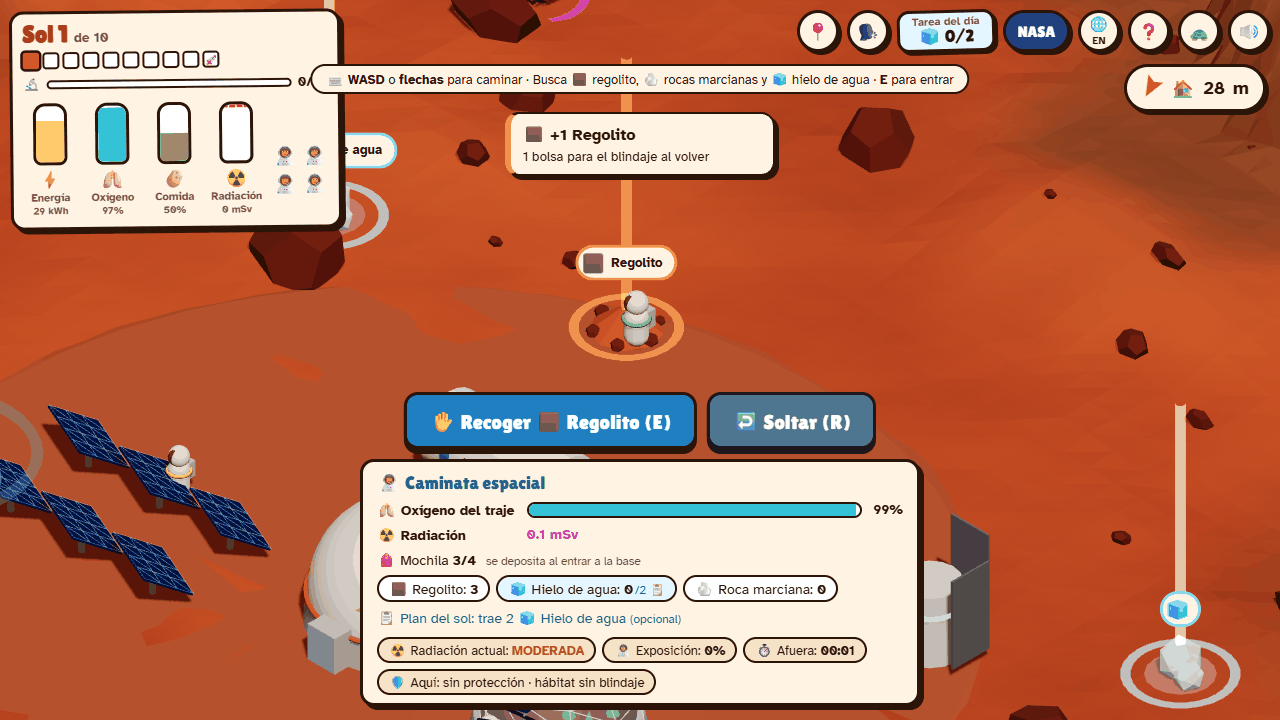 Sol 1 de 10
0/
Energía
29 kWh
Oxígeno
97%
Comida
50%
Radiación
0 mSv
Tarea del día
0/2
NASA
EN
WASD o flechas para caminar · Busca regolito, rocas marcianas y hielo de agua · E para entrar
28 m
agua
+1 Regolito
1 bolsa para el blindaje al volver
Regolito
Recoger Regolito (E)
Soltar (R)
Caminata espacial
Oxígeno del traje 99%
Radiación 0.1 mSv
Mochila 3/4 se deposita al entrar a la base
Regolito: 3
Hielo de agua: 0/2
Roca marciana: 0
Plan del sol: trae 2 Hielo de agua (opcional)
Radiación actual: MODERADA
Exposición: 0%
Afuera: 00:01
Aquí: sin protección · hábitat sin blindaje